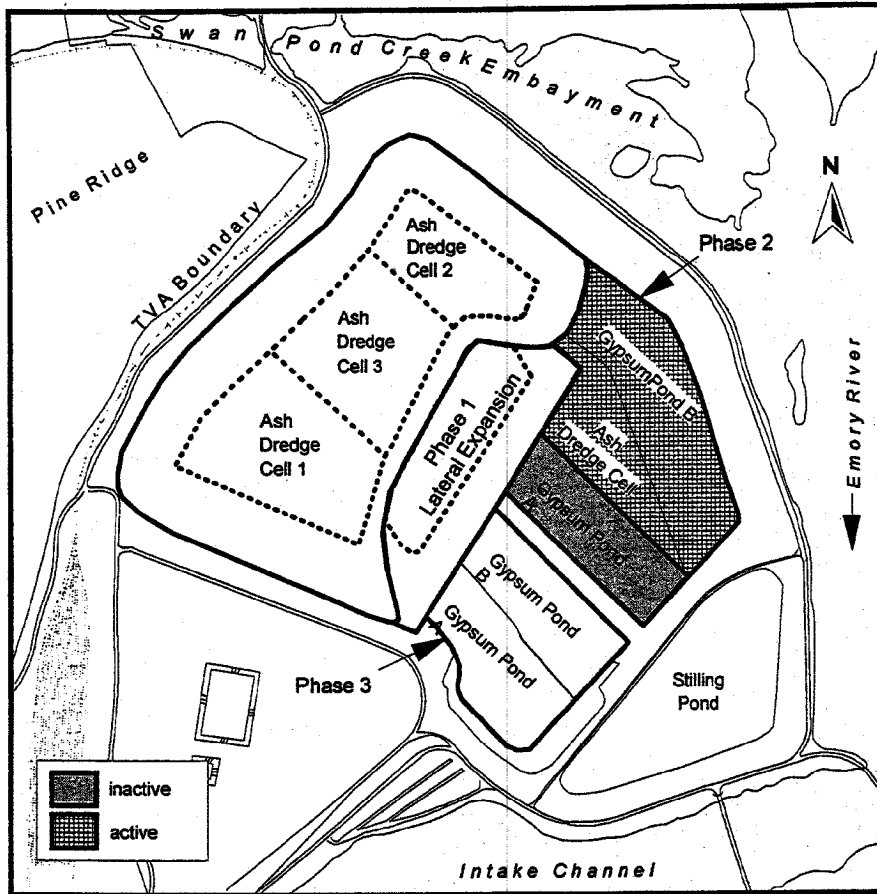 Swan Pond Creek Embayment
Pine Ridge
N
TVA Boundary
Ash
Dredge
Cell 2
Phase 2
Ash
Dredge
Cell 3
GypsumPond B
Emory River
Phase 1
Lateral Expansion
Ash
Dredge Cell
Ash
Dredge
Cell 1
Gypsum Pond
A
Gypsum Pond
B
A
Gypsum Pond
Phase 3
Stilling
Pond
inactive
active
Intake Channel